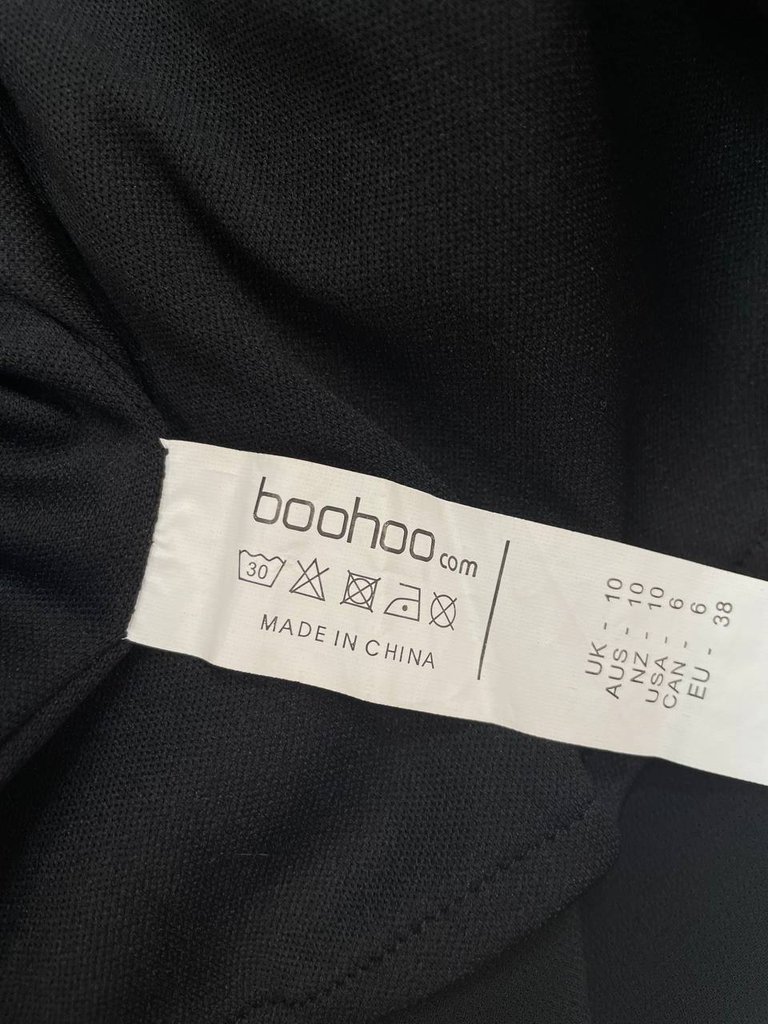 boohoo.com
30
MADE IN CHINA
UK - 10
AUS - 10
NZ - 10
USA - 6
CAN - 6
EU - 38